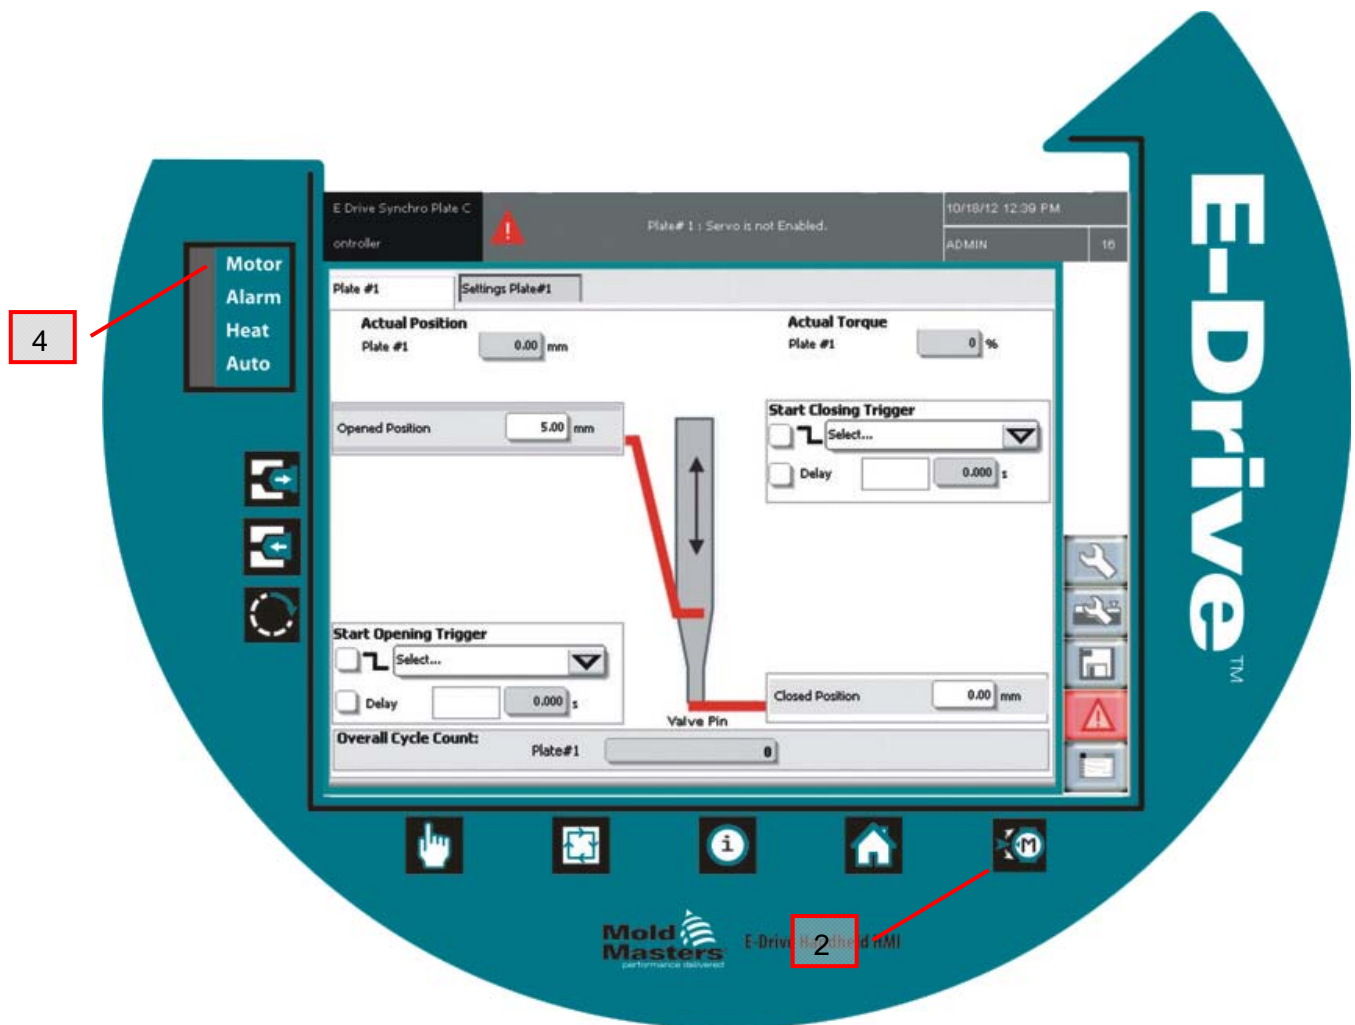 E Drive Synchro Plate C
ontroller
Plate# 1 : Servo is not Enabled.
10/18/12 12:39 PM
ADMIN
16
Motor
Alarm
Heat
Auto
4
Plate #1
Settings Plate#1
Actual Position
Plate #1
0.00 mm
Actual Torque
Plate #1
0 %
Opened Position
5.00 mm
Start Closing Trigger
Select...
Delay
0.000 s
Start Opening Trigger
Select...
Delay
0.000 s
Closed Position
0.00 mm
Valve Pin
Overall Cycle Count:
Plate#1
0
E-Drive™
i
M
Mold
Masters
performance delivered
E-Drive Handheld HMI
2